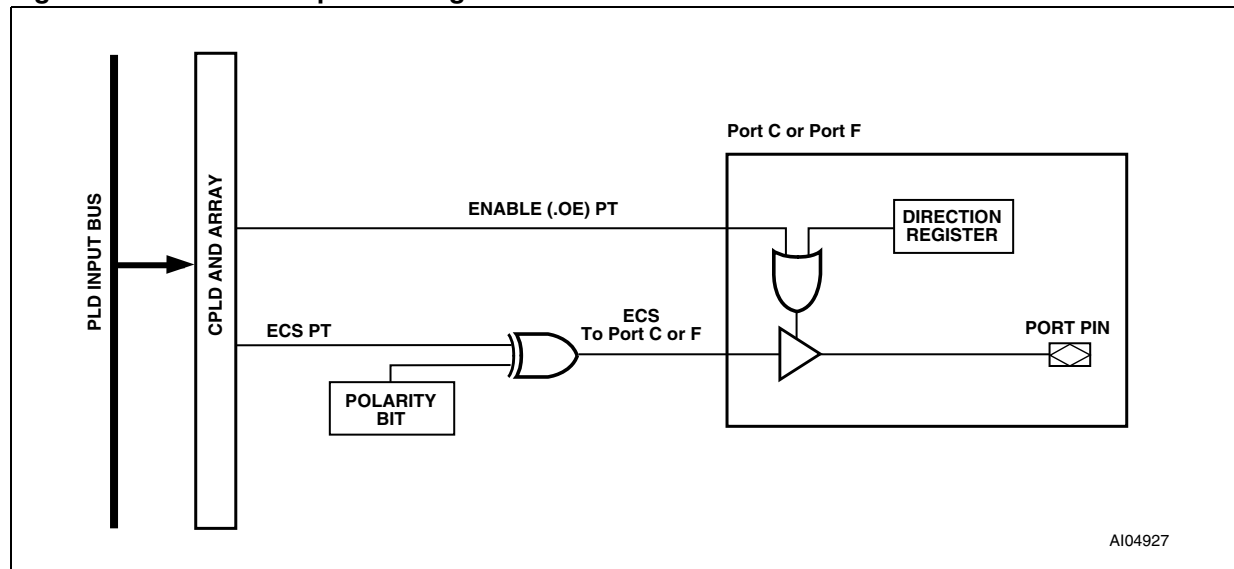 Port C or Port F
PLD INPUT BUS
CPLD AND ARRAY
ENABLE (.OE) PT
DIRECTION
REGISTER
ECS PT
ECS
To Port C or F
PORT PIN
POLARITY
BIT
AI04927